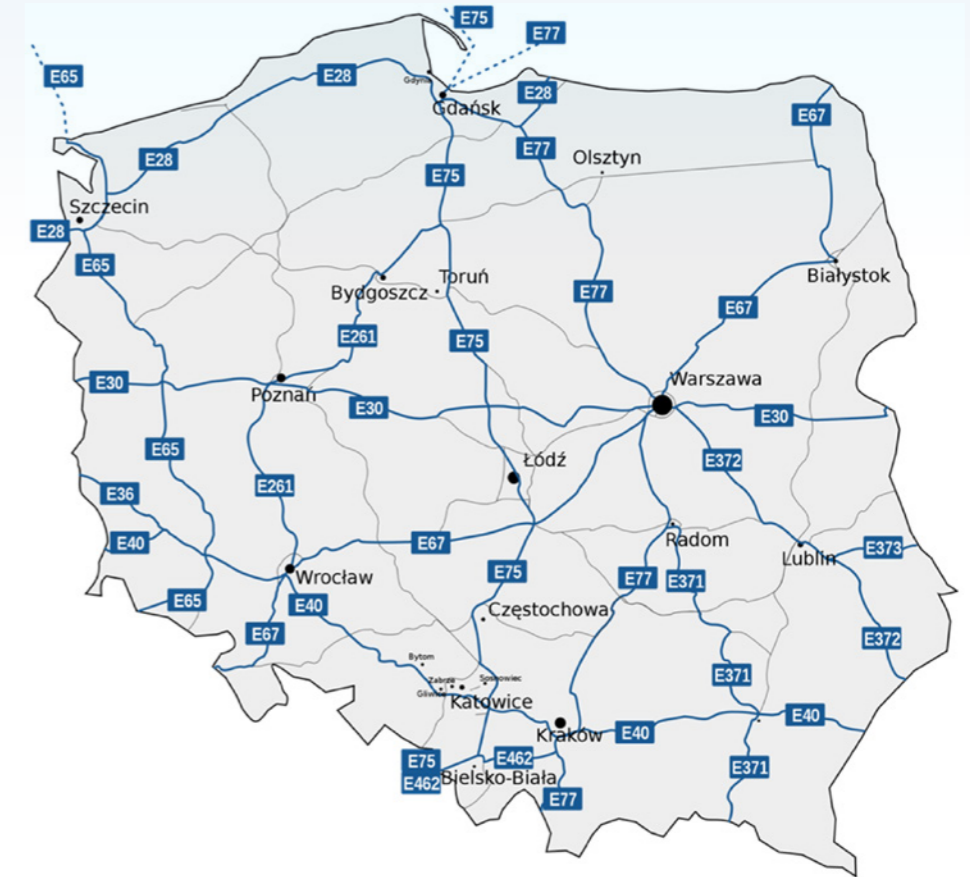 E75
E77
E65
E28
Gdynia
E28
Gdańsk
E67
E77
E28
Olsztyn
E75
Szczecin
E28
E65
Białystok
Toruń
Bydgoszcz
E77
E67
E261
E75
Warszawa
E30
Poznań
E30
E30
E65
Łódź
E372
E261
E36
E40
E67
Radom
E373
Lublin
E75
Wrocław
E77
E371
E65
E40
Częstochowa
E67
E372
Bytom
E371
Zabrze
Sosnowiec
Gliwice
Katowice
E40
Kraków
E40
E75
E462
E462
Bielsko-Biała
E371
E77